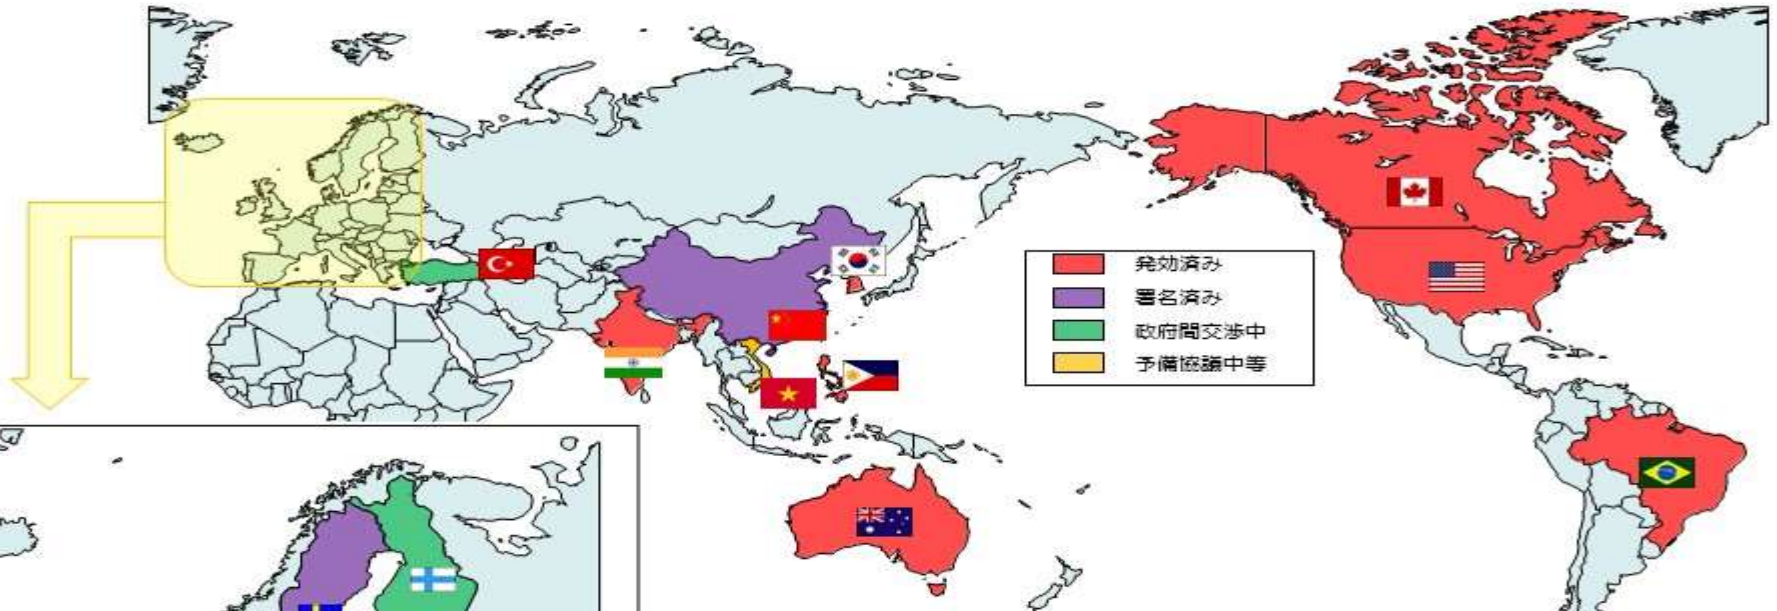 発効済み
署名済み
政府間交渉中
予備協議中等